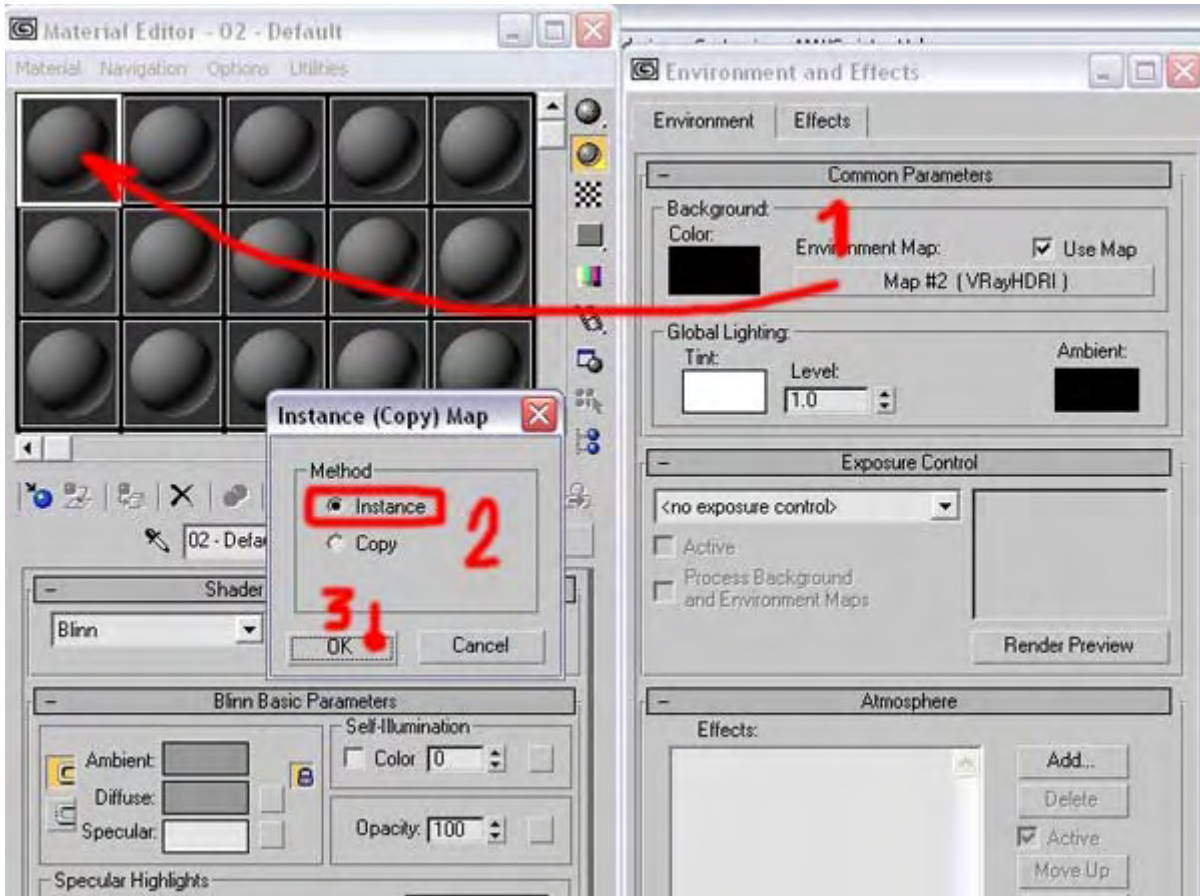 Material Editor - 02 - Default
Material Navigation Options Utilities
Environment and Effects
Environment Effects
Common Parameters
Background:
Color:
1
Environment Map:
Use Map
Map #2 ( VRayHDRI )
Global Lighting:
Tint:
Level:
1.0
Ambient:
Instance (Copy) Map
Method
Instance
Copy
2
3
OK
Cancel
Exposure Control
<no exposure control>
Active
Process Background
and Environment Maps
Render Preview
02 - Defa
Shader
Blinn
Blinn Basic Parameters
Self-Illumination
Color 0
Ambient:
Diffuse:
Specular:
Opacity: 100
Specular Highlights
Atmosphere
Effects:
Add...
Delete
Active
Move Up